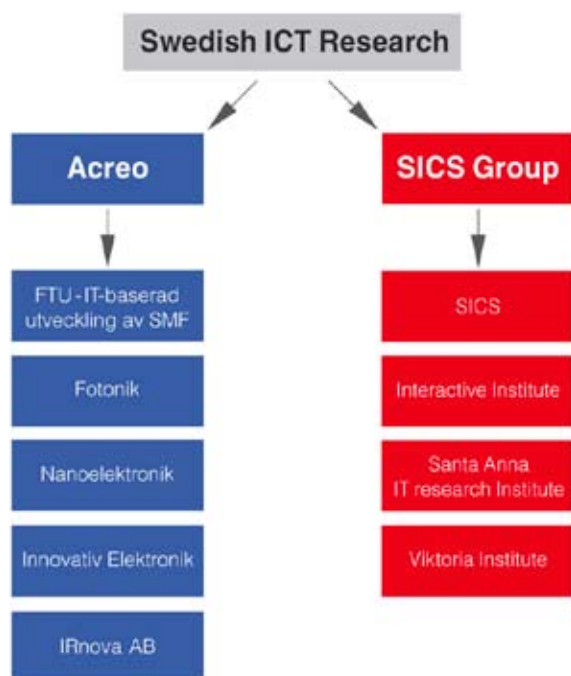 Swedish ICT Research
Acreo
FTU-IT-baserad
utveckling av SMF
Fotonik
Nanoelektronik
Innovativ Elektronik
IRnova AB
SICS Group
SICS
Interactive Institute
Santa Anna
IT research Institute
Viktoria Institute